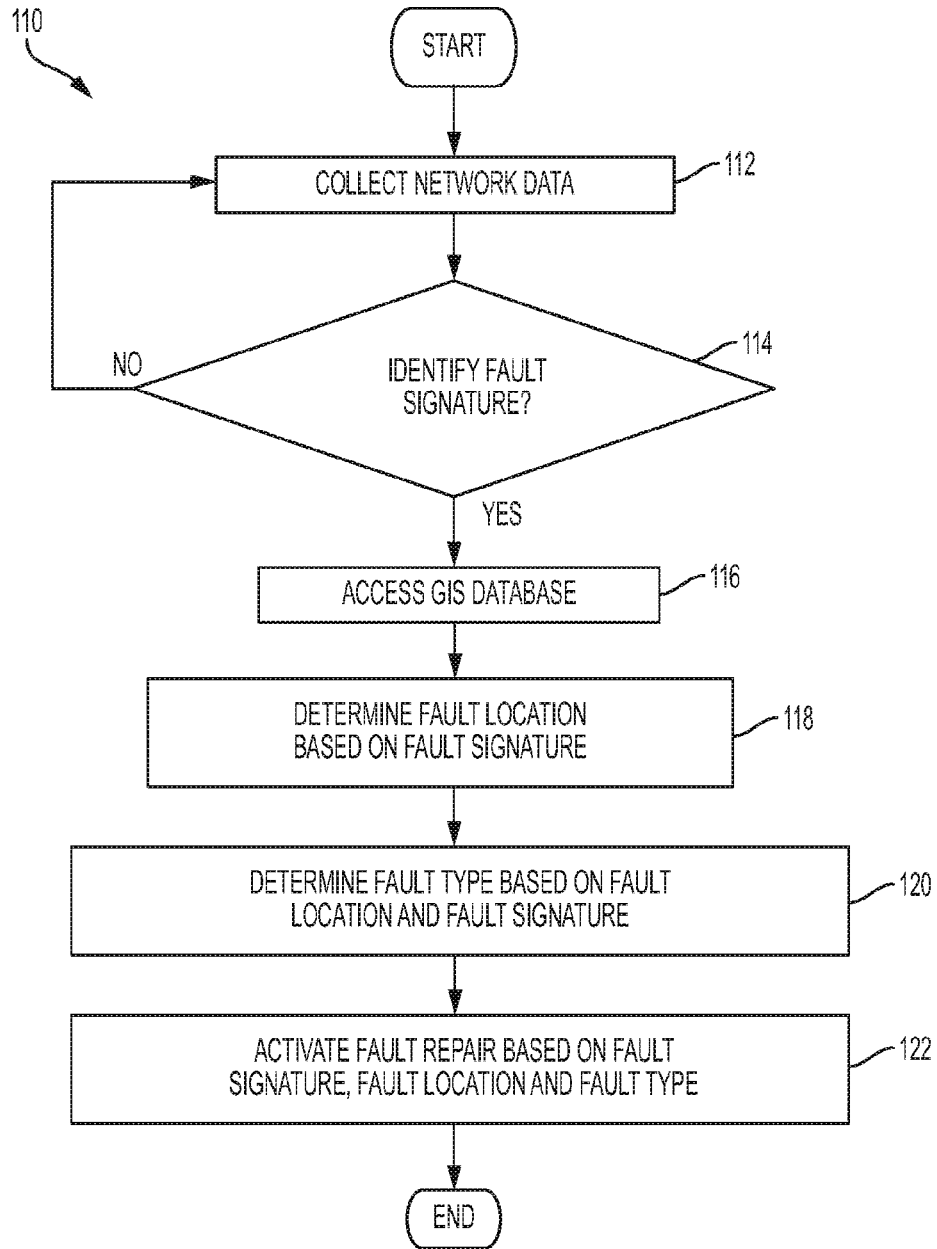 110
START
COLLECT NETWORK DATA
112
IDENTIFY FAULT
SIGNATURE?
114
NO
YES
ACCESS GIS DATABASE
116
DETERMINE FAULT LOCATION
BASED ON FAULT SIGNATURE
118
DETERMINE FAULT TYPE BASED ON FAULT
LOCATION AND FAULT SIGNATURE
120
ACTIVATE FAULT REPAIR BASED ON FAULT
SIGNATURE, FAULT LOCATION AND FAULT TYPE
122
END